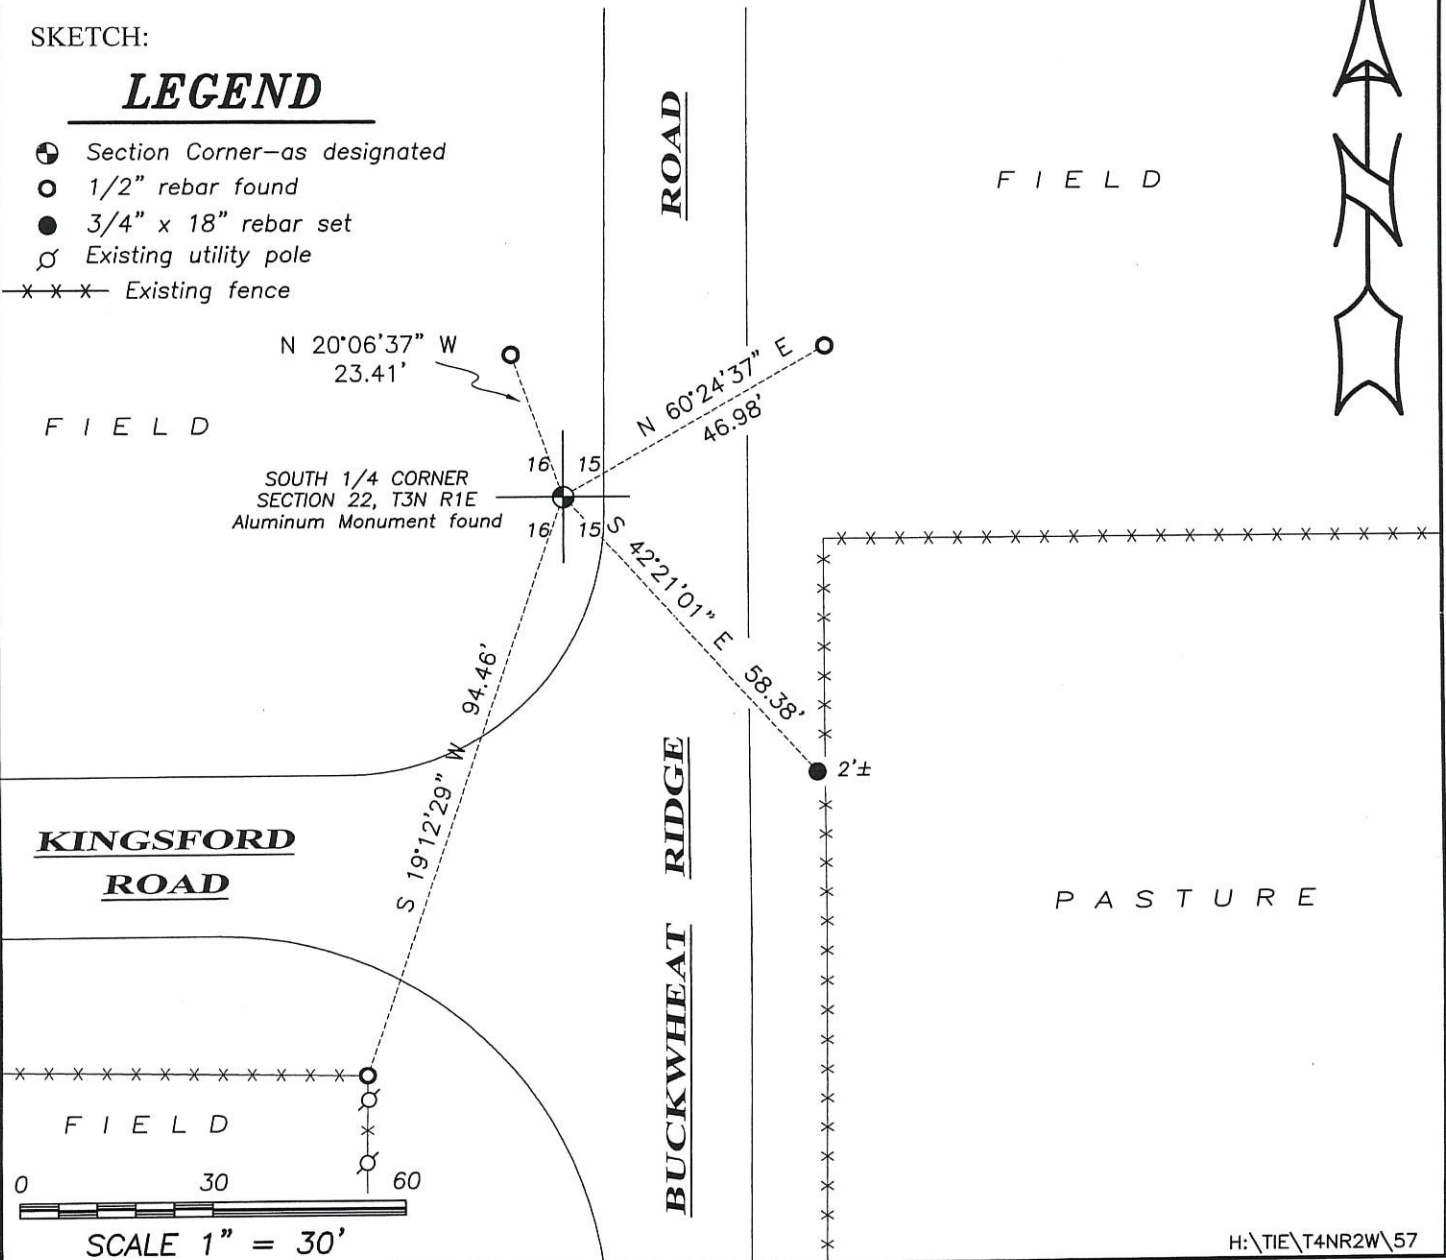 SKETCH:
LEGEND
Section Corner-as designated
1/2" rebar found
3/4" x 18" rebar set
Existing utility pole
Existing fence
ROAD
FIELD
N 20°06'37" W
23.41'
N 60°24'37" E
46.98'
FIELD
16 15
SOUTH 1/4 CORNER
SECTION 22, T3N R1E
Aluminum Monument found
16 15
S 42°21'01" E 58.38'
S 19°12'29" W 94.46'
2'±
RIDGE
KINGSFORD
ROAD
PASTURE
BUCKWHEAT
FIELD
0 30 60
SCALE 1" = 30'
H:\TIE\T4NR2W\57
N